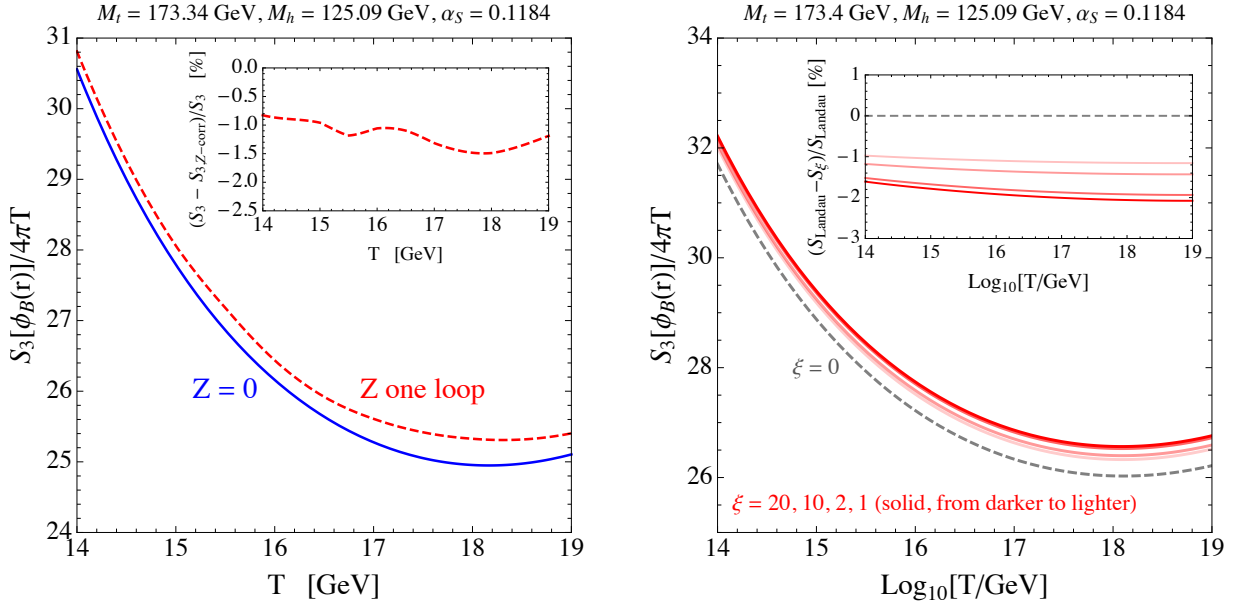 M_t = 173.34 GeV, M_h = 125.09 GeV, α_S = 0.1184
31
30
29
28
27
26
25
24
S_3[ϕ_B(r)]/4πT
(S_3 − S_{3,Z−corr})/S_3 [%]
0.0
−0.5
−1.0
−1.5
−2.0
−2.5
14 15 16 17 18 19
T [GeV]
Z = 0
Z one loop
14 15 16 17 18 19
T [GeV]
M_t = 173.4 GeV, M_h = 125.09 GeV, α_S = 0.1184
34
32
30
28
26
S_3[ϕ_B(r)]/4πT
(S_Landau − S_ξ)/S_Landau [%]
1
0
−1
−2
−3
14 15 16 17 18 19
Log_10[T/GeV]
ξ = 0
ξ = 20, 10, 2, 1 (solid, from darker to lighter)
14 15 16 17 18 19
Log_10[T/GeV]